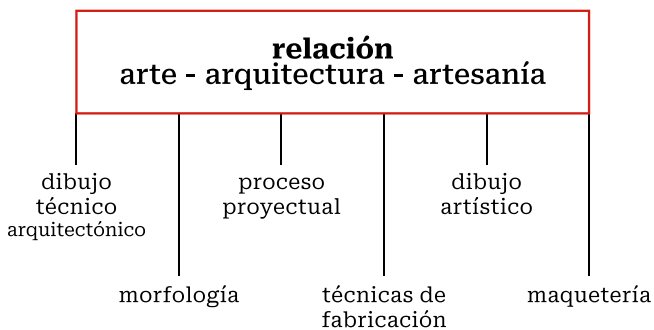 relación
arte - arquitectura - artesanía
dibujo
técnico
arquitectónico
proceso
proyectual
dibujo
artístico
morfología
técnicas de
fabricación
maquetería